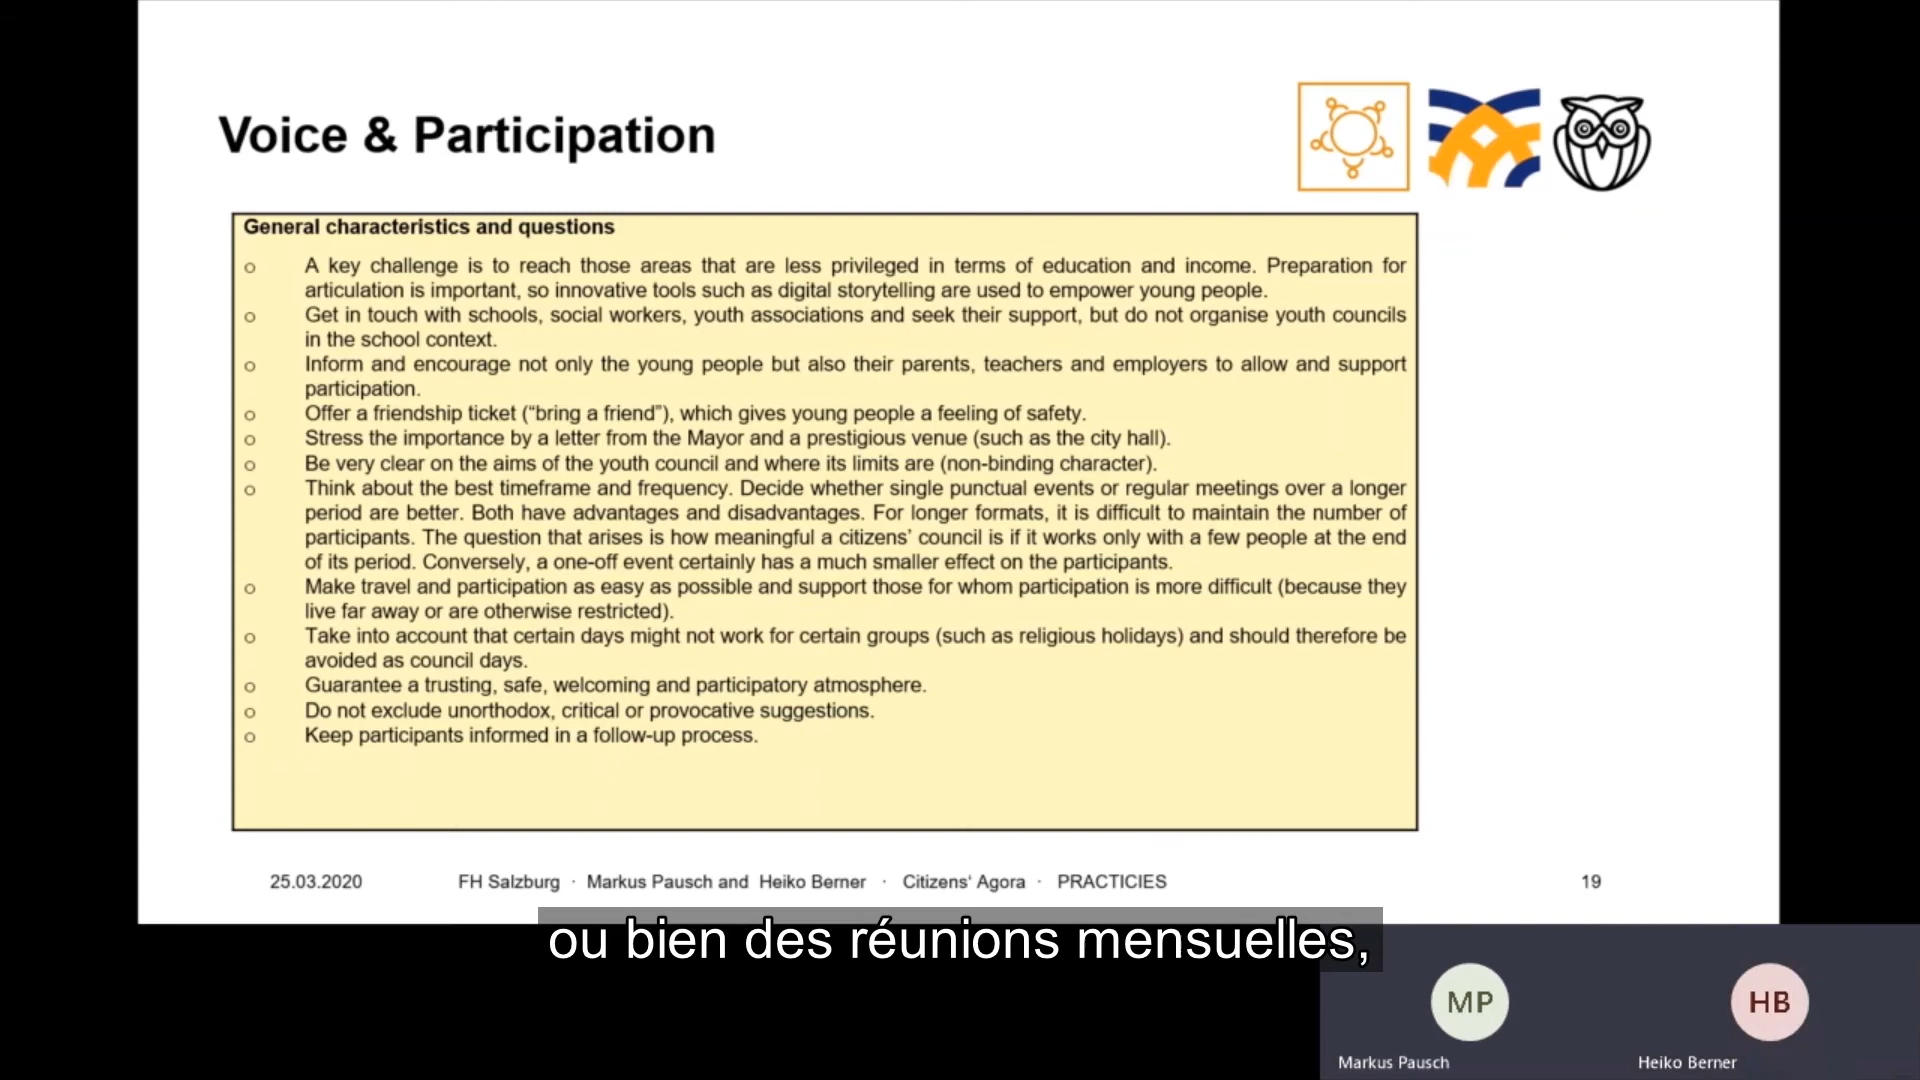 Voice & Participation
General characteristics and questions
o A key challenge is to reach those areas that are less privileged in terms of education and income. Preparation for
articulation is important, so innovative tools such as digital storytelling are used to empower young people.
o Get in touch with schools, social workers, youth associations and seek their support, but do not organise youth councils
in the school context.
o Inform and encourage not only the young people but also their parents, teachers and employers to allow and support
participation.
o Offer a friendship ticket (“bring a friend”), which gives young people a feeling of safety.
o Stress the importance by a letter from the Mayor and a prestigious venue (such as the city hall).
o Be very clear on the aims of the youth council and where its limits are (non-binding character).
o Think about the best timeframe and frequency. Decide whether single punctual events or regular meetings over a longer
period are better. Both have advantages and disadvantages. For longer formats, it is difficult to maintain the number of
participants. The question that arises is how meaningful a citizens’ council is if it works only with a few people at the end
of its period. Conversely, a one-off event certainly has a much smaller effect on the participants.
o Make travel and participation as easy as possible and support those for whom participation is more difficult (because they
live far away or are otherwise restricted).
o Take into account that certain days might not work for certain groups (such as religious holidays) and should therefore be
avoided as council days.
o Guarantee a trusting, safe, welcoming and participatory atmosphere.
o Do not exclude unorthodox, critical or provocative suggestions.
o Keep participants informed in a follow-up process.
25.03.2020 FH Salzburg · Markus Pausch and Heiko Berner · Citizens‘ Agora · PRACTICIES 19
ou bien des réunions mensuelles,
MP HB
Markus Pausch Heiko Berner